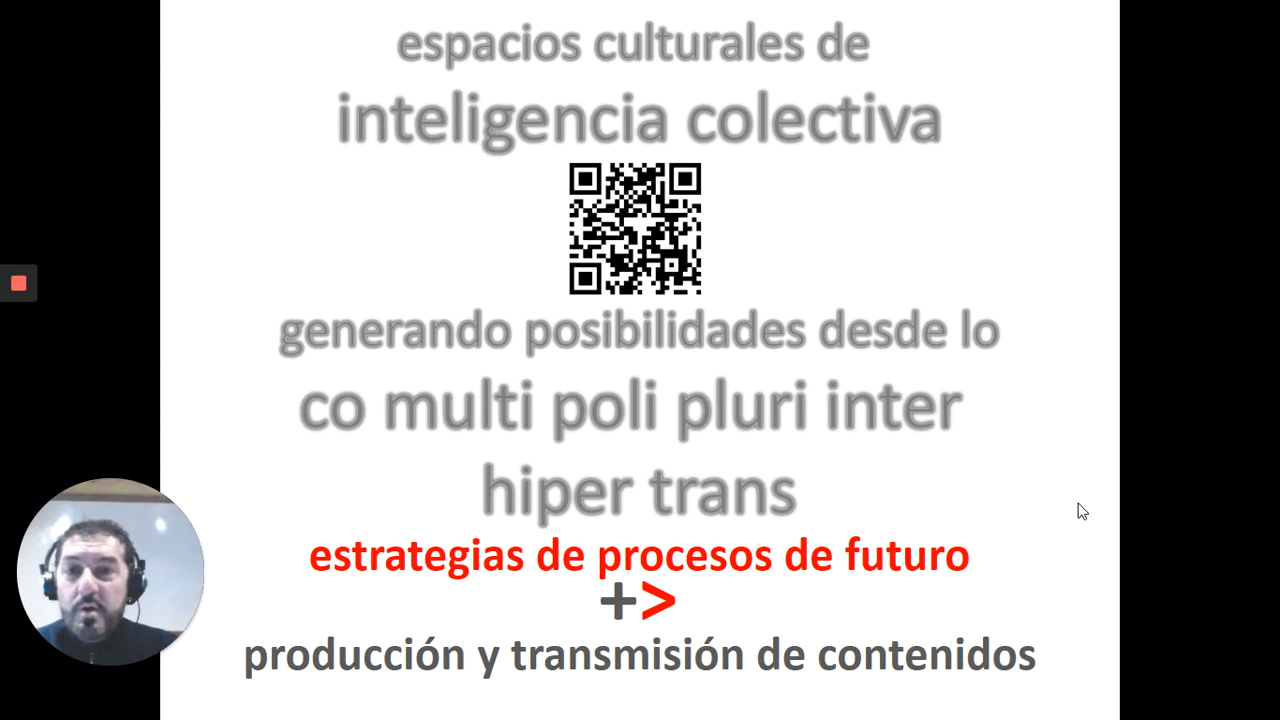 espacios culturales de
inteligencia colectiva
generando posibilidades desde lo
co multi poli pluri inter
hiper trans
estrategias de procesos de futuro
+>
producción y transmisión de contenidos